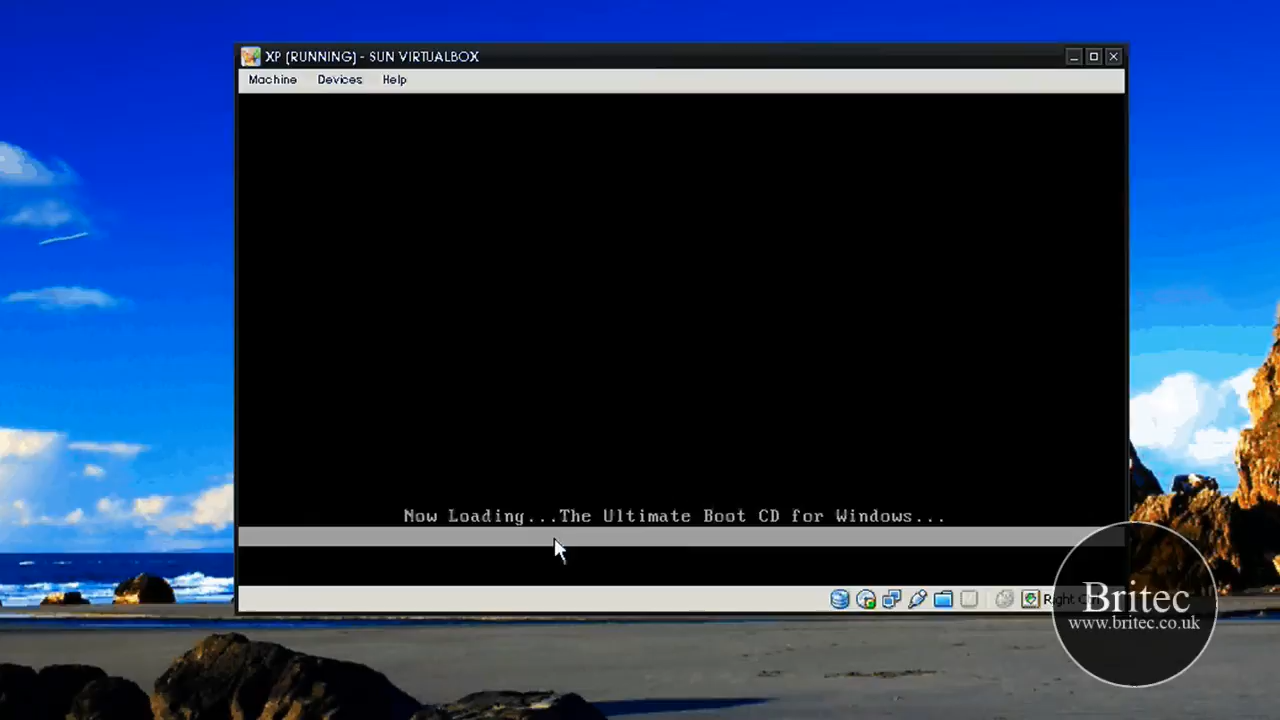 XP (RUNNING) - SUN VIRTUALBOX
Machine Devices Help
Now Loading...The Ultimate Boot CD for Windows...
Right
Britec
www.britec.co.uk